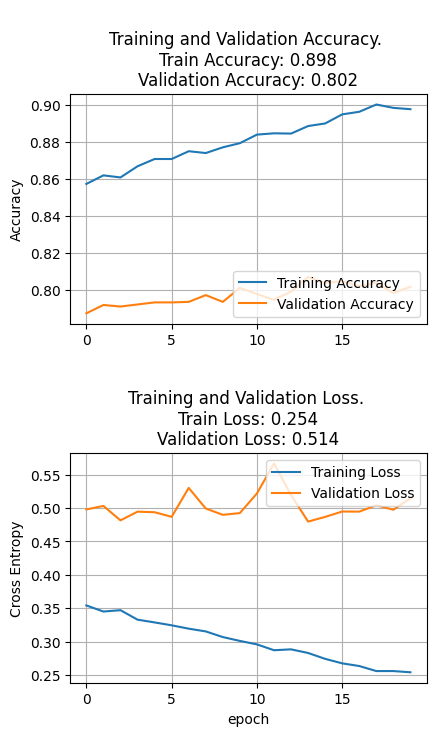 Training and Validation Accuracy.
Train Accuracy: 0.898
Validation Accuracy: 0.802
0.90
0.88
0.86
0.84
0.82
0.80
Accuracy
Training Accuracy
Validation Accuracy
0
5
10
15
Training and Validation Loss.
Train Loss: 0.254
Validation Loss: 0.514
0.55
0.50
0.45
0.40
0.35
0.30
0.25
Cross Entropy
Training Loss
Validation Loss
0
5
10
15
epoch